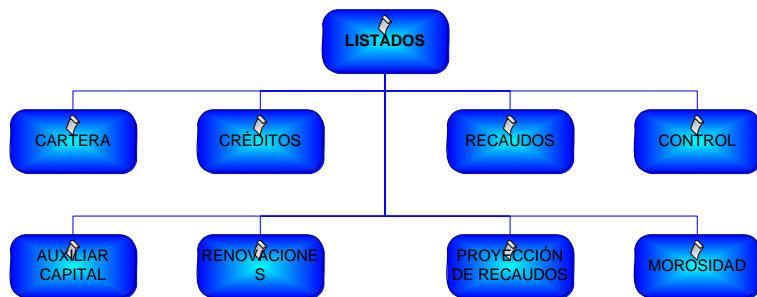 LISTADOS
CARTERA
CRÉDITOS
RECAUDOS
CONTROL
AUXILIAR
CAPITAL
RENOVACIONE
S
PROYECCIÓN
DE RECAUDOS
MOROSIDAD